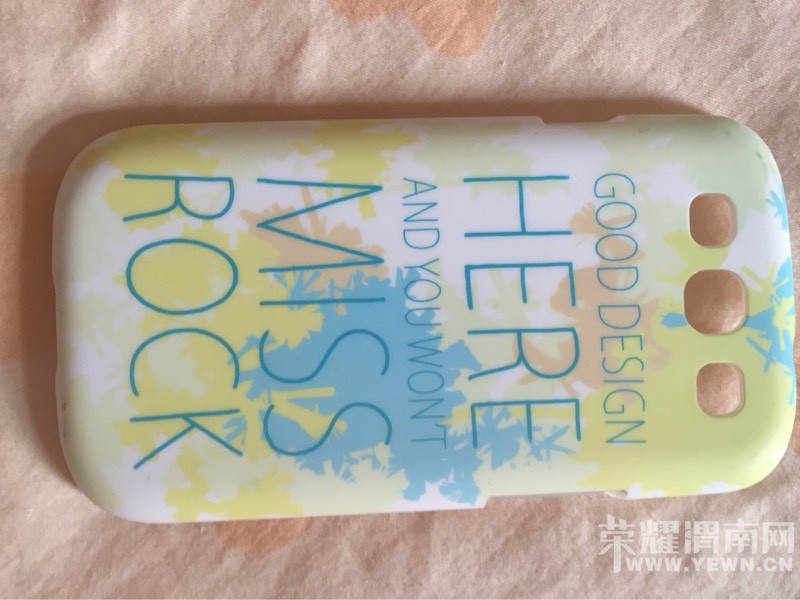 GOOD DESIGN
HERE
AND YOU WON'T
MISS
ROCK
荣耀渭南网
WWW.YEWN.CN